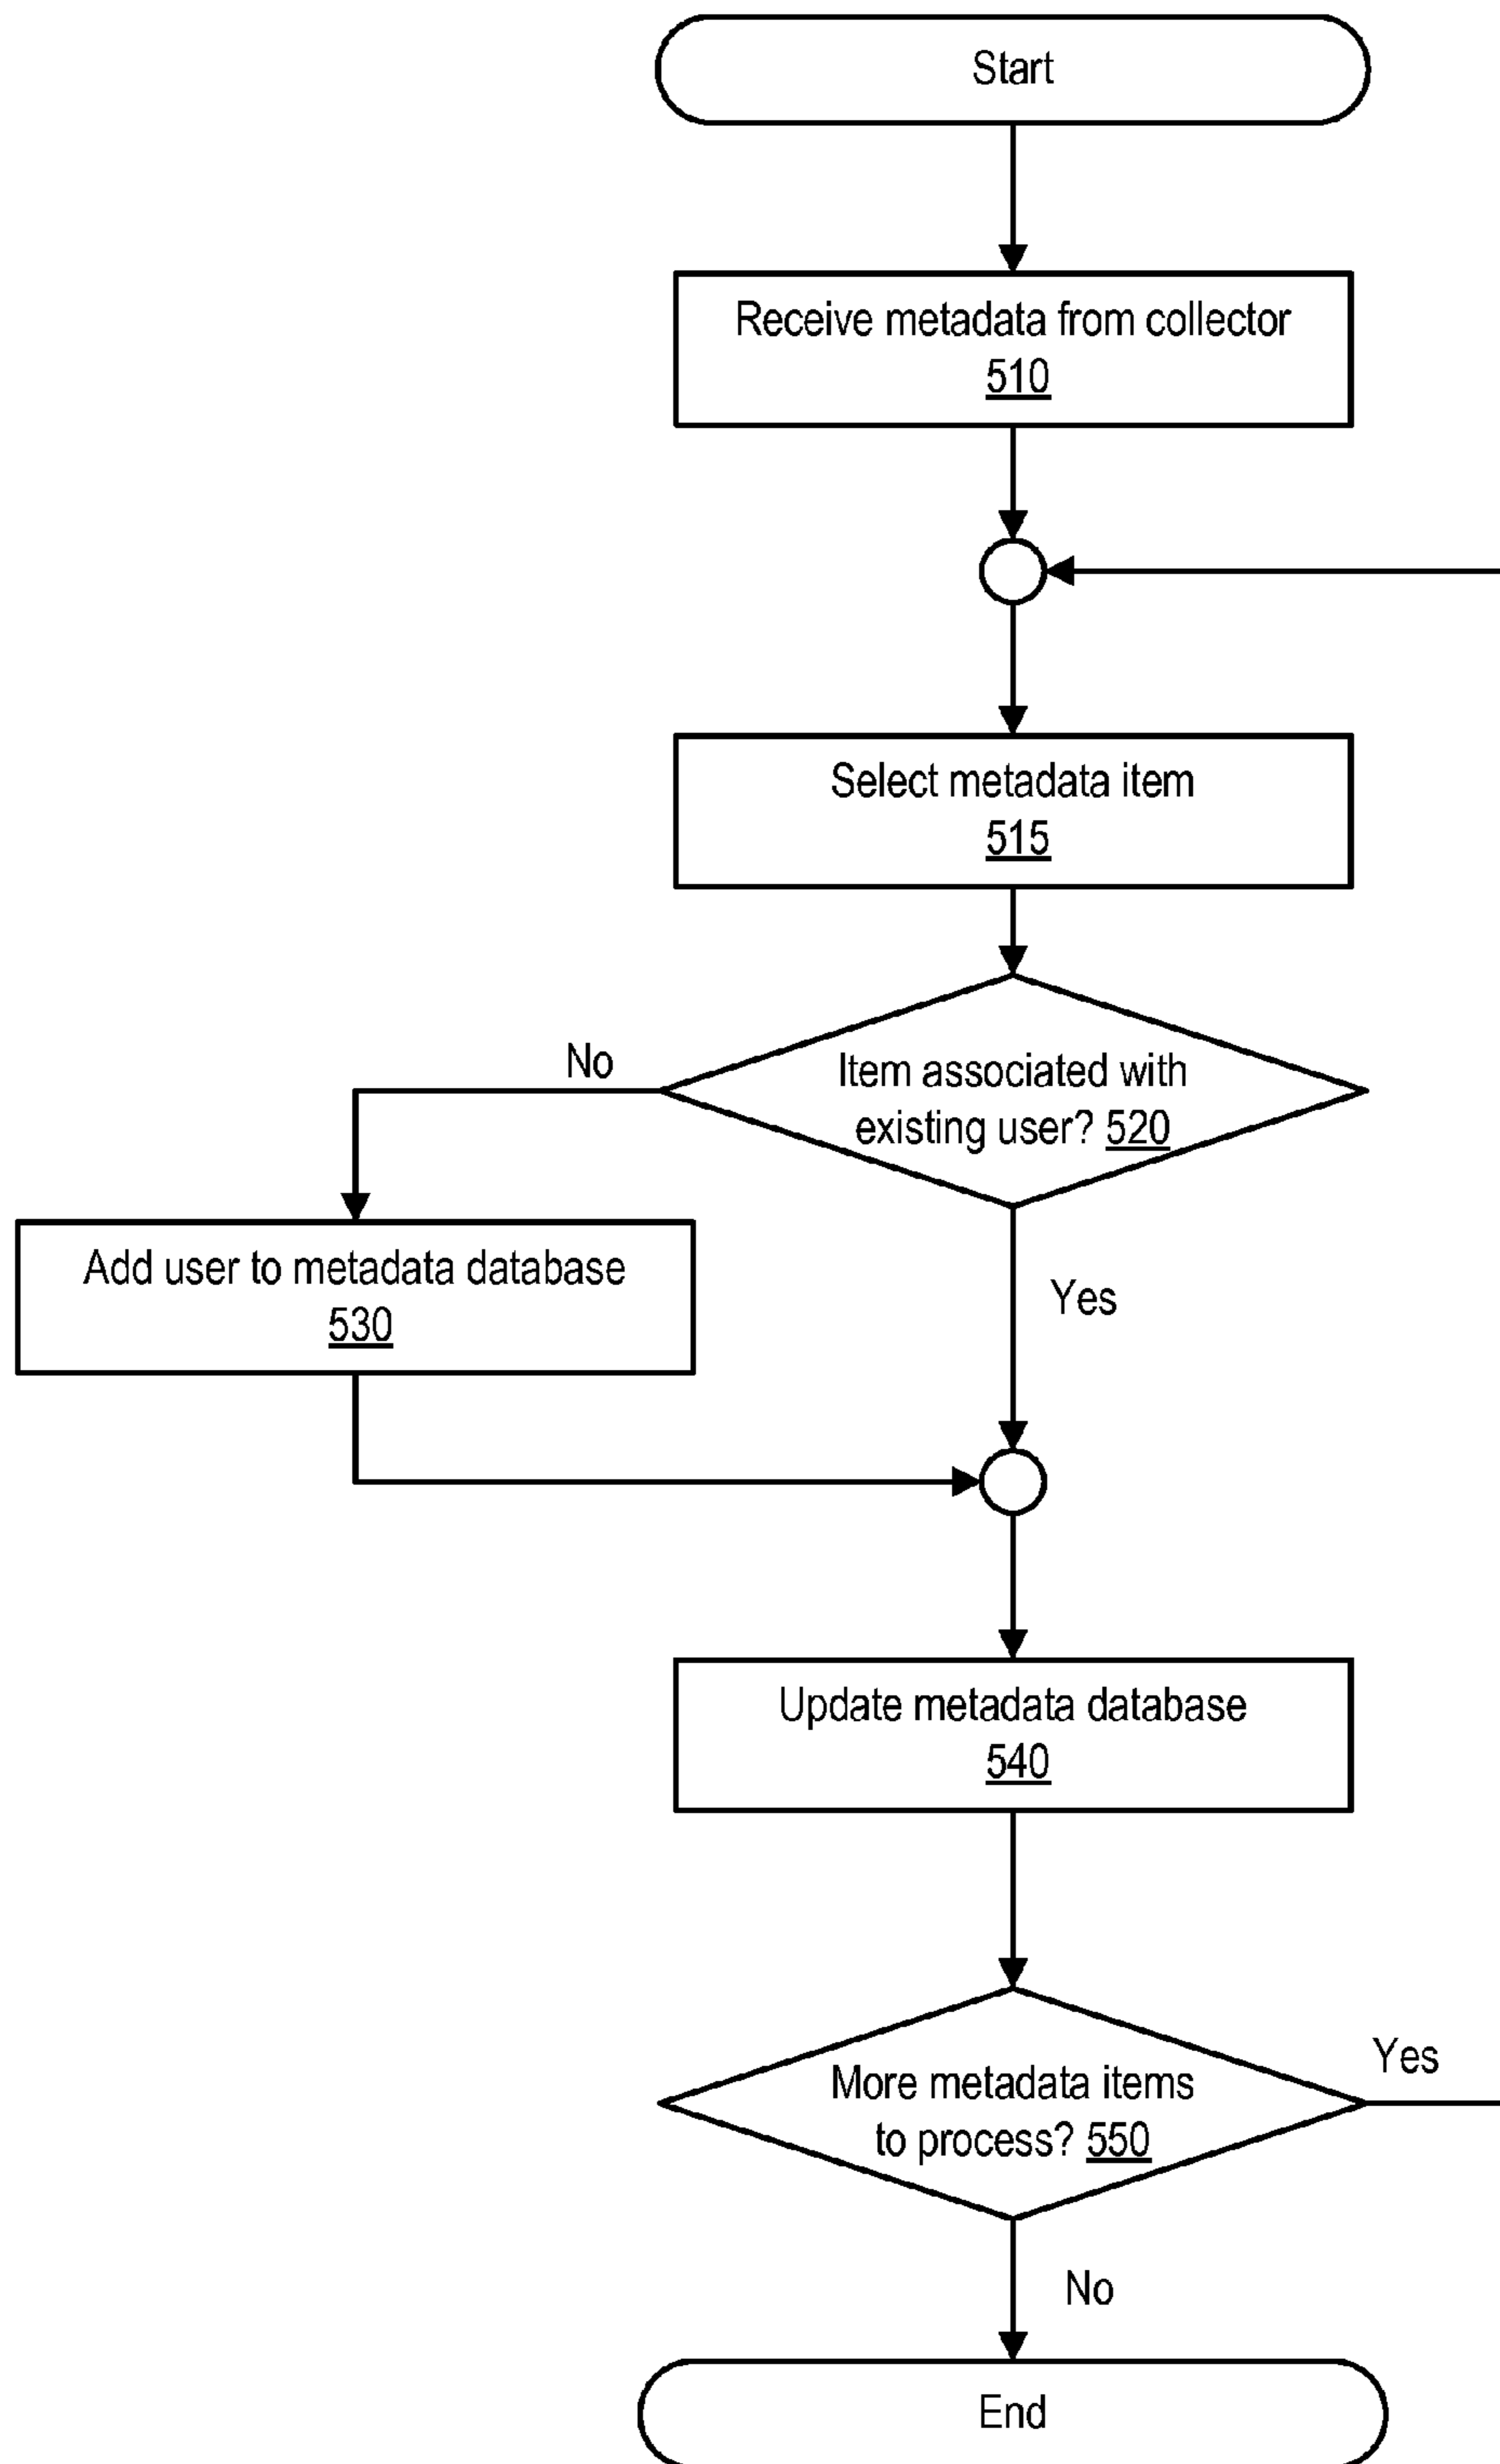 Start
Receive metadata from collector
510
Select metadata item
515
No
Item associated with
existing user? 520
Add user to metadata database
530
Yes
Update metadata database
540
More metadata items
to process? 550
Yes
No
End